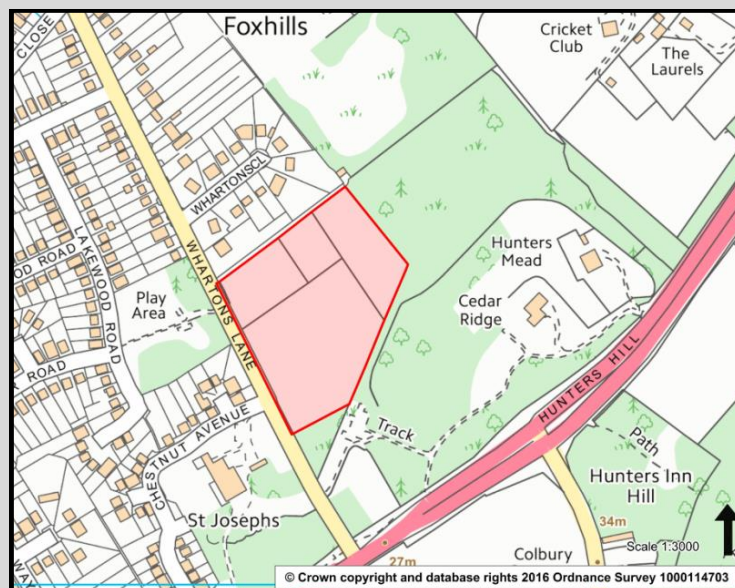 Foxhills
CLOSE
Cricket
Club
The
Laurels
WHARTONSCL
LAKEWOOD ROAD
ROAD
WHARTONS LANE
Play
Area
Hunters
Mead
Cedar
Ridge
ROAD
CHESTNUT AVENUE
Track
HUNTERS HILL
Path
Hunters Inn
Hill
St Josephs
34m
Scale 1:3000
27m
Colbury
© Crown copyright and database rights 2016 Ordnance Survey 1000114703